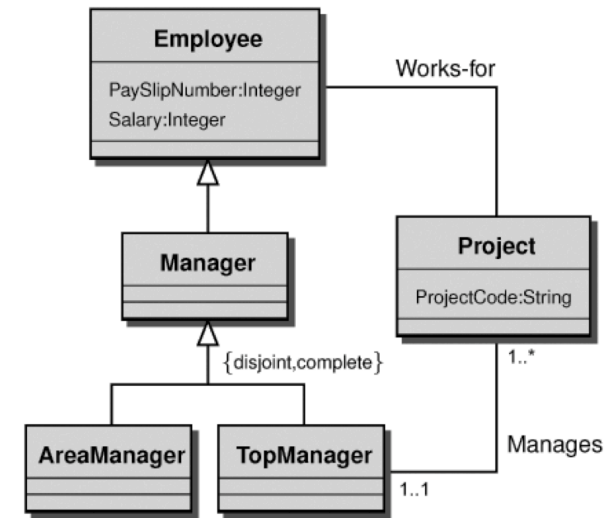 Employee
PaySlipNumber:Integer
Salary:Integer
Works-for
Manager
Project
ProjectCode:String
{disjoint,complete}
1..*
AreaManager
TopManager
Manages
1..1